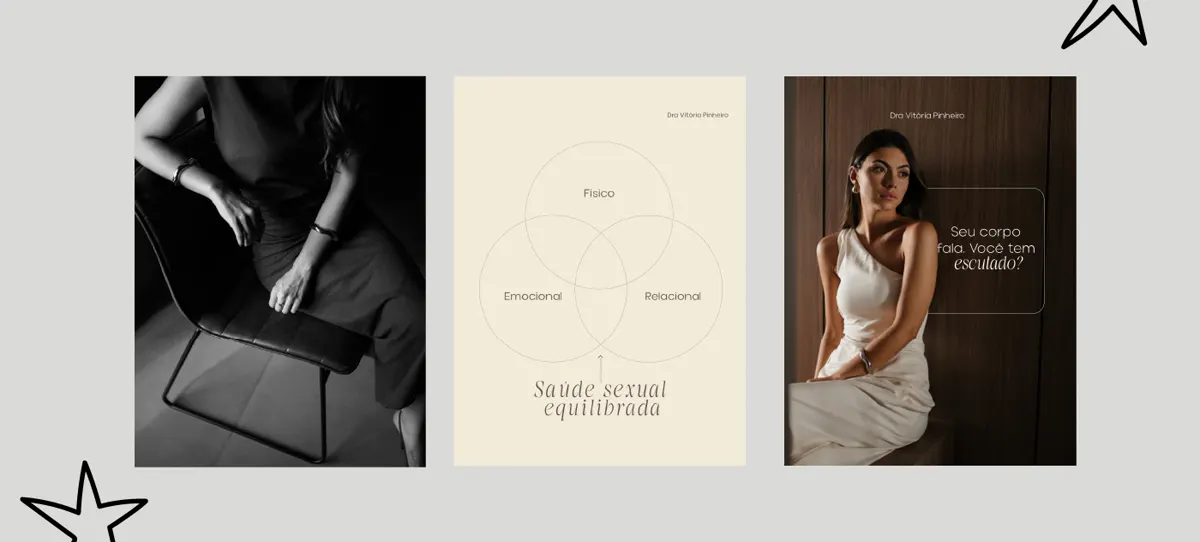 Dra Vitória Pinheiro
Físico
Emocional
Relacional
Saúde sexual
equilibrada
Dra Vitória Pinheiro
Seu corpo
fala. Você tem
escutado?